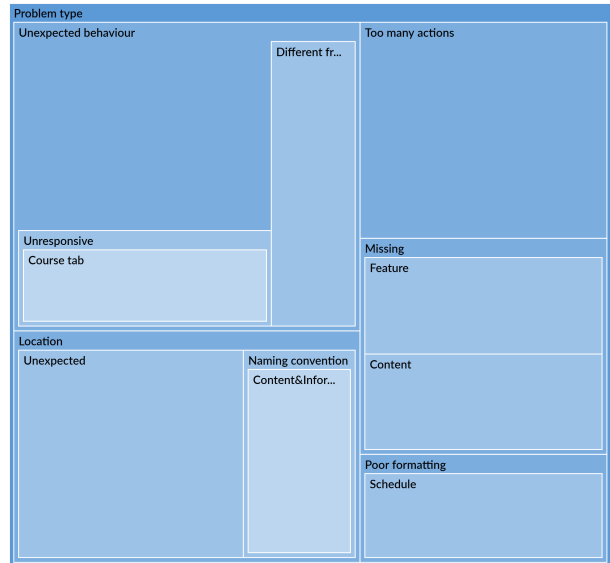 Problem type
Unexpected behaviour
Different fr...
Unresponsive
Course tab
Too many actions
Missing
Feature
Content
Location
Unexpected
Naming convention
Content&Infor...
Poor formatting
Schedule